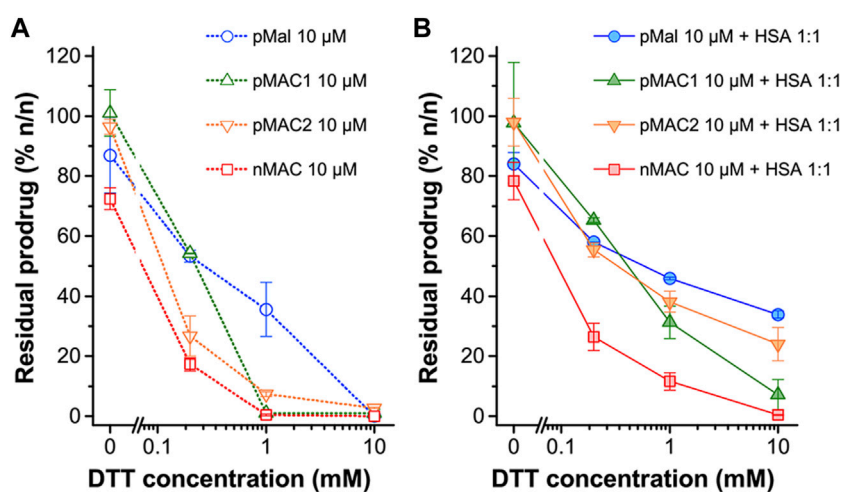 A
pMal 10 µM
pMAC1 10 µM
pMAC2 10 µM
nMAC 10 µM
120
100
80
60
40
20
0
Residual prodrug (% n/n)
0 0.1 1 10
DTT concentration (mM)
B
pMal 10 µM + HSA 1:1
pMAC1 10 µM + HSA 1:1
pMAC2 10 µM + HSA 1:1
nMAC 10 µM + HSA 1:1
120
100
80
60
40
20
0
Residual prodrug (% n/n)
0 0.1 1 10
DTT concentration (mM)